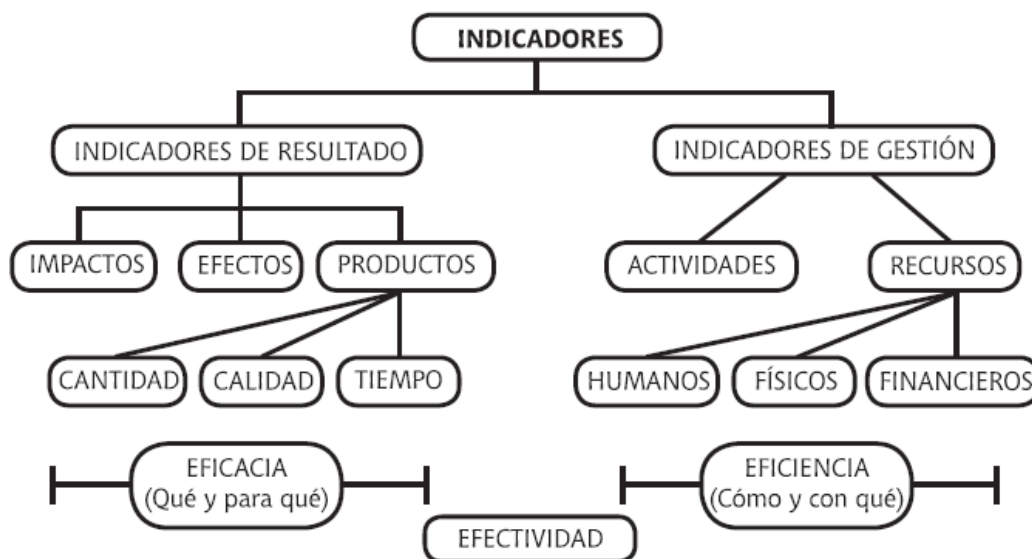 INDICADORES
INDICADORES DE RESULTADO
INDICADORES DE GESTIÓN
IMPACTOS
EFECTOS
PRODUCTOS
ACTIVIDADES
RECURSOS
CANTIDAD
CALIDAD
TIEMPO
HUMANOS
FÍSICOS
FINANCIEROS
EFICACIA
(Qué y para qué)
EFICIENCIA
(Cómo y con qué)
EFECTIVIDAD